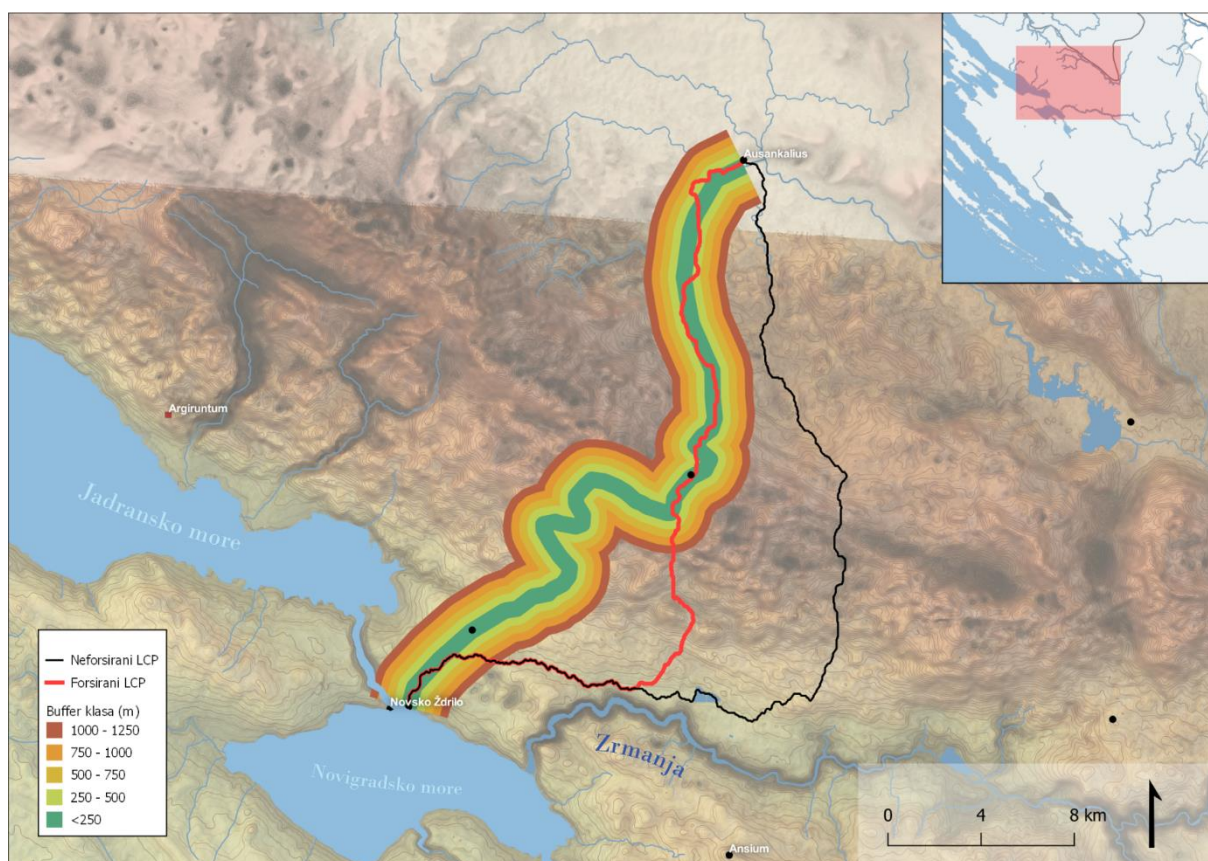 Ausankalius
Argiruntum
Jadransko more
Neforsirani LCP
Forsirani LCP
Buffer klasa (m)
1000 - 1250
750 - 1000
500 - 750
250 - 500
<250
Novsko Ždrilo
Novigradsko more
Zrmanja
0 4 8 km
Ansium